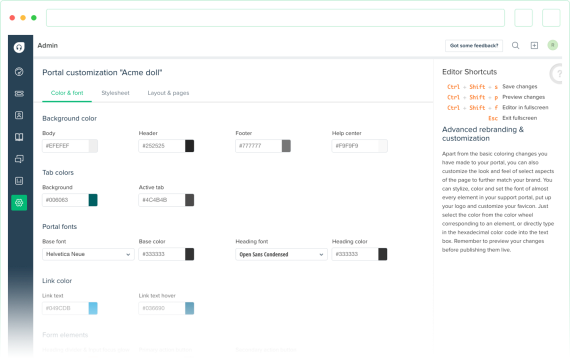 Admin
Got some feedback?
Portal customization "Acme doll"
Color & font
Stylesheet
Layout & pages
Background color
Body
Header
Footer
Help center
#EFEFEF
#252525
#777777
#F9F9F9
Tab colors
Background
Active tab
#006063
#4C4B4B
Portal fonts
Base font
Base color
Heading font
Heading color
Helvetica Neue
#333333
Open Sans Condensed
#333333
Link color
Link text
Link text hover
#049CDB
Form elements
Editor Shortcuts
Ctrl + Shift + s Save changes
Ctrl + Shift + p Preview changes
Ctrl + Shift + f Editor in fullscreen
Esc Exit fullscreen
Advanced rebranding &
customization
Apart from the basic coloring changes you
have made to your portal, you can also
customize the look and feel of select aspects
of the page to further match your brand. You
can stylize, color and set the font of almost
every element in your support portal, put up
your logo and customize your favicon. Just
select the color from the color wheel
corresponding to an element, or directly type
in the hexadecimal color code into the text
box. Remember to preview your changes
before publishing them live.